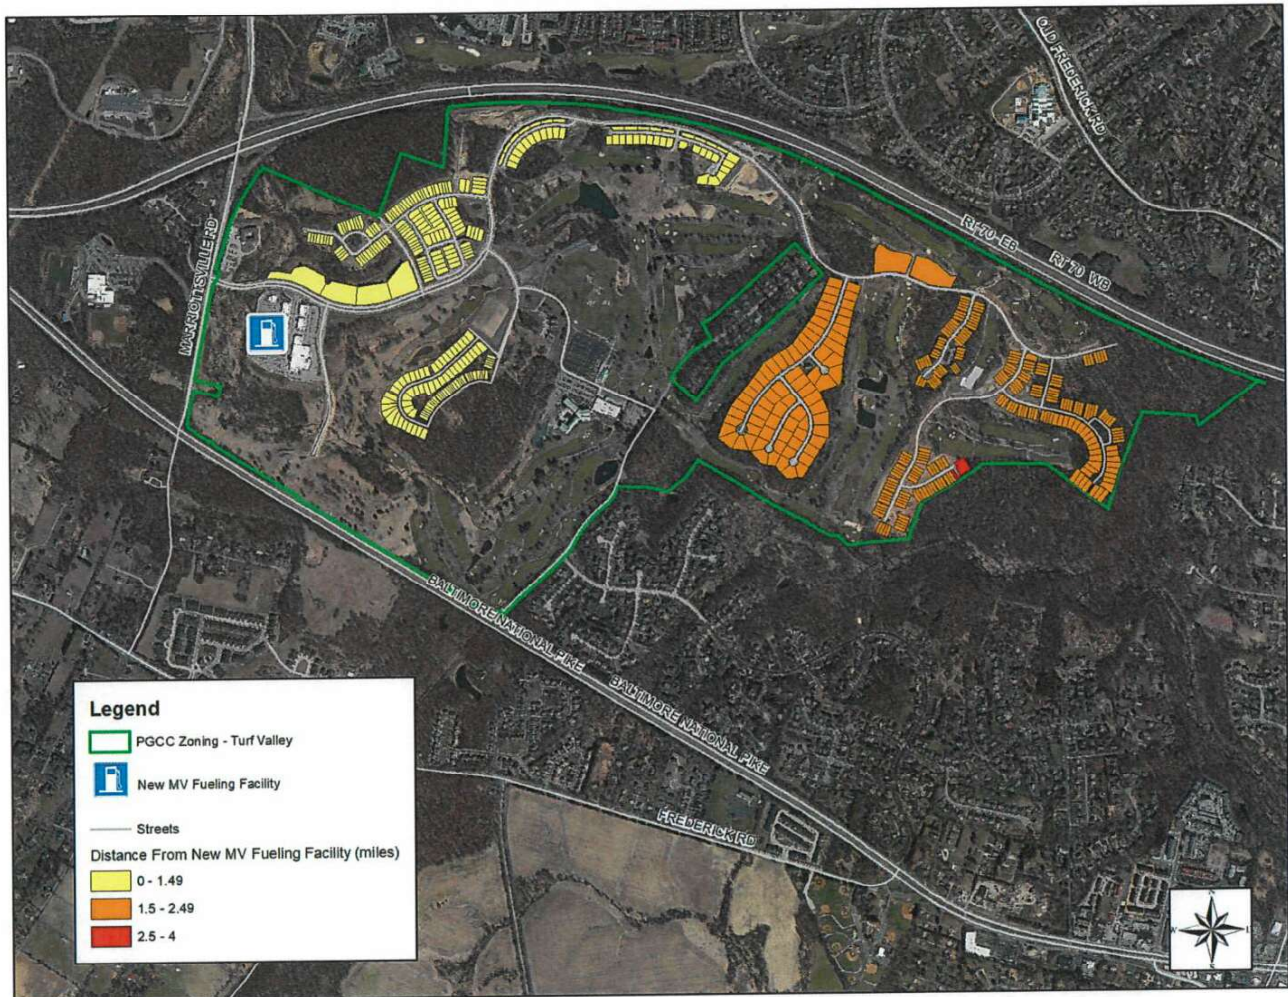 OLD FREDERICK RD
RT 70 EB
RT 70 WB
MARRIOTTSVILLE RD
BALTIMORE NATIONAL PIKE
BALTIMORE NATIONAL PIKE
FREDERICK RD
Legend
PGCC Zoning - Turf Valley
New MV Fueling Facility
Streets
Distance From New MV Fueling Facility (miles)
0 - 1.49
1.5 - 2.49
2.5 - 4
N
W
E
S